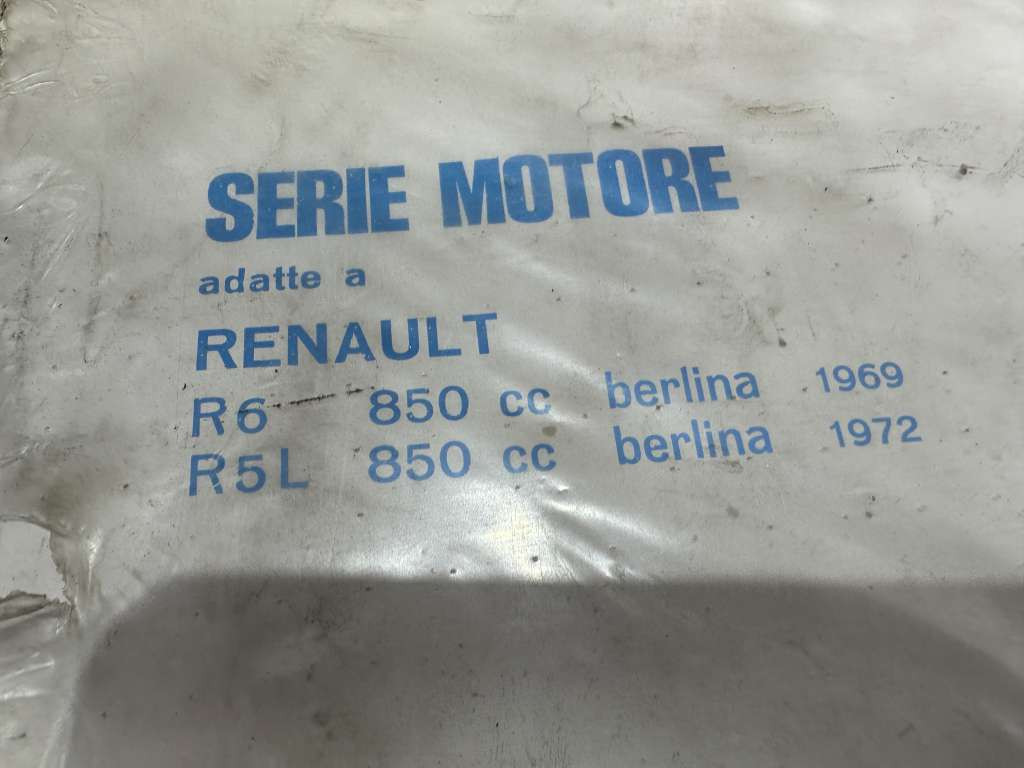 SERIE MOTORE
adatte a
RENAULT
R6 850 cc berlina 1969
R5L 850 cc berlina 1972